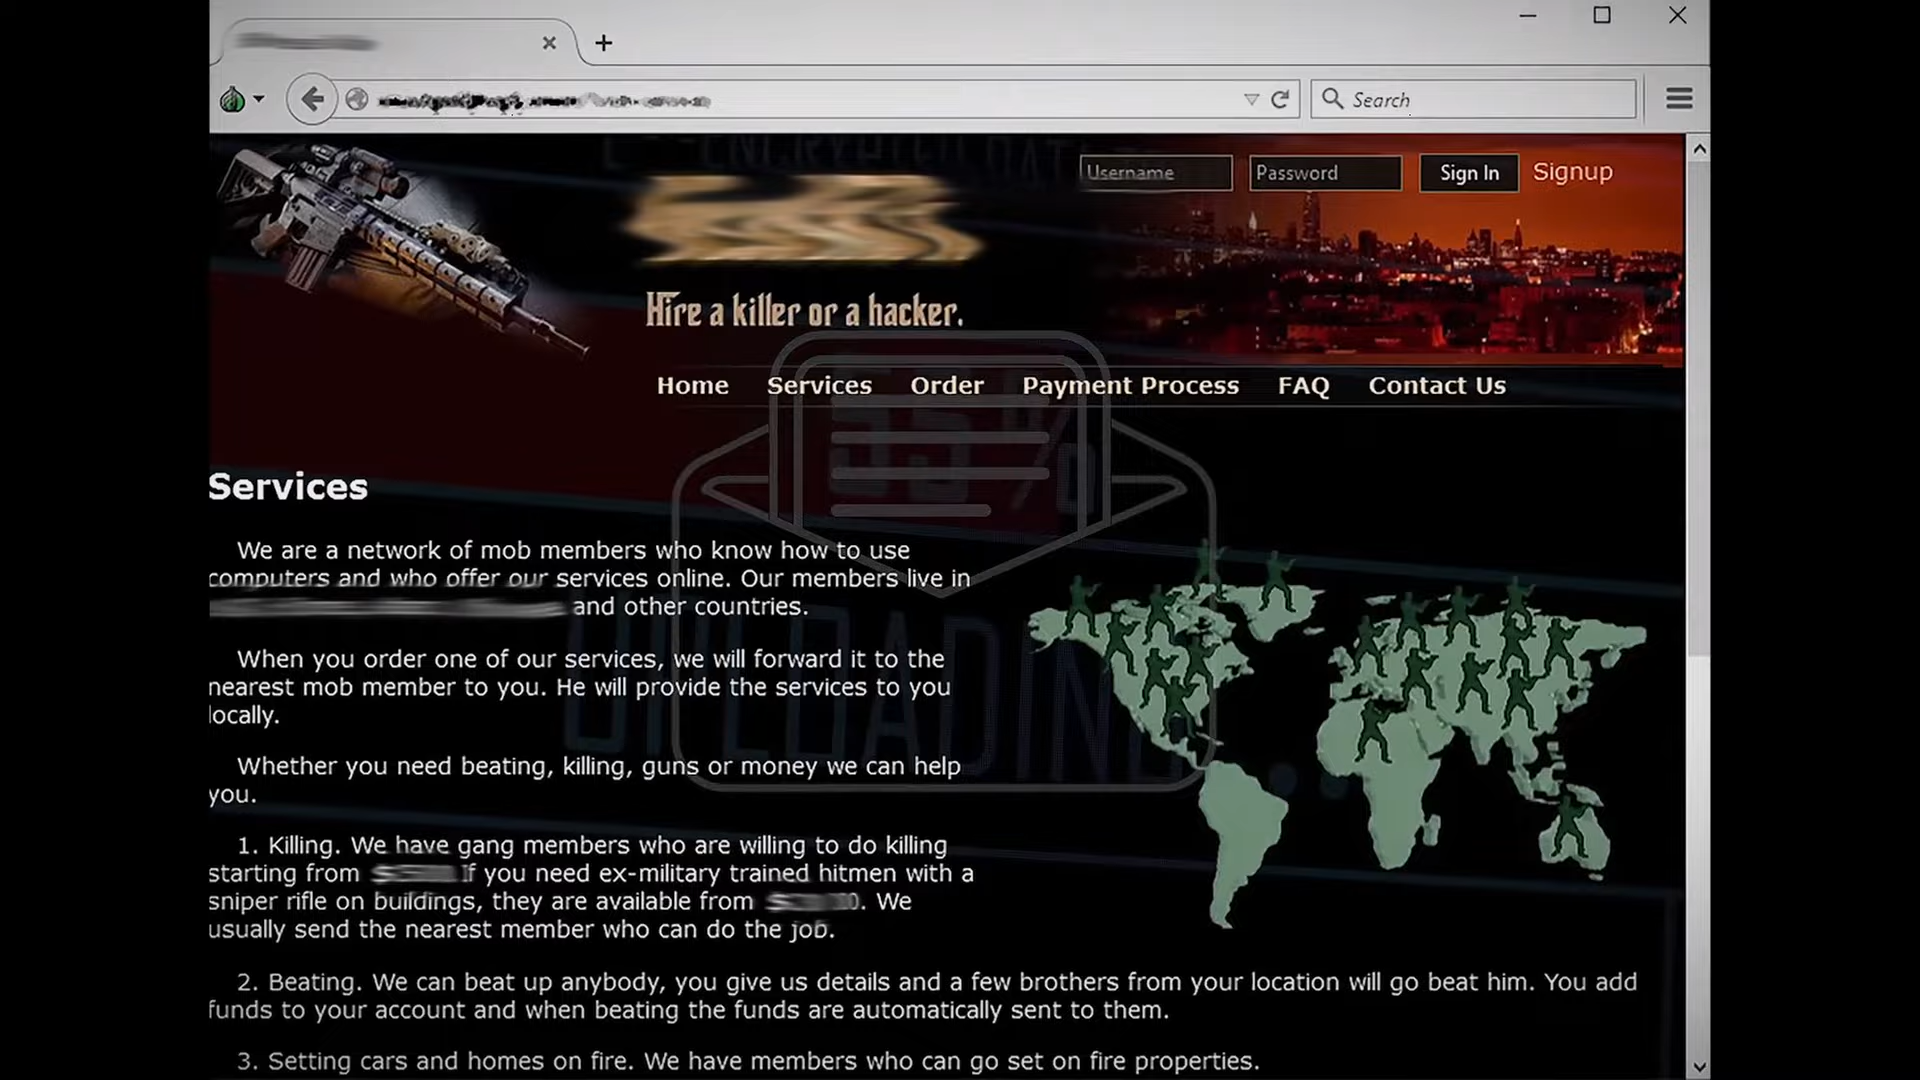 Search
ENCRYPTED DATA
Username
Password
Sign In
Signup
Hire a killer or a hacker.
Home
Services
Order
Payment Process
FAQ
Contact Us
Services
We are a network of mob members who know how to use
computers and who offer our services online. Our members live in
and other countries.
When you order one of our services, we will forward it to the
nearest mob member to you. He will provide the services to you
locally.
Whether you need beating, killing, guns or money we can help
you.
1. Killing. We have gang members who are willing to do killing
starting from If you need ex-military trained hitmen with a
sniper rifle on buildings, they are available from . We
usually send the nearest member who can do the job.
2. Beating. We can beat up anybody, you give us details and a few brothers from your location will go beat him. You add
funds to your account and when beating the funds are automatically sent to them.
3. Setting cars and homes on fire. We have members who can go set on fire properties.
UPLOADING...